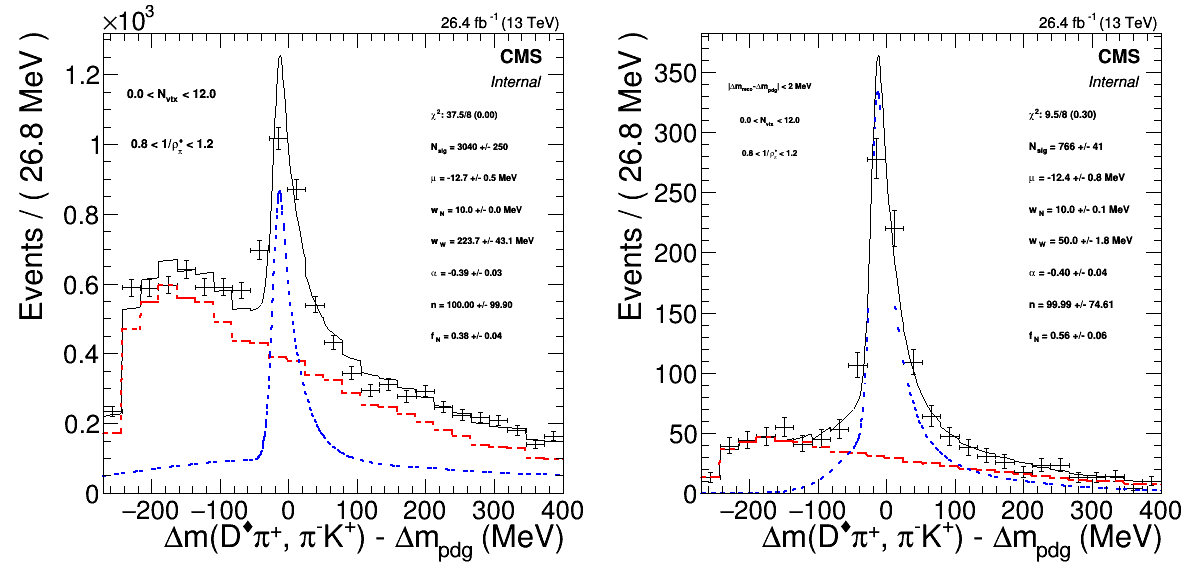 ×10³
26.4 fb⁻¹ (13 TeV)
CMS
Internal
0.0 < N_vtx < 12.0
0.8 < 1/ρ*_π < 1.2
χ²: 37.5/8 (0.00)
N_sig = 3040 +/- 250
μ = -12.7 +/- 0.5 MeV
w_N = 10.0 +/- 0.0 MeV
w_W = 223.7 +/- 43.1 MeV
α = -0.39 +/- 0.03
n = 100.00 +/- 99.90
f_N = 0.38 +/- 0.04
Events / ( 26.8 MeV )
1.2
1
0.8
0.6
0.4
0.2
0
−200 −100 0 100 200 300 400
Δm(D♦π⁺, π⁻K⁺) - Δm_pdg (MeV)
26.4 fb⁻¹ (13 TeV)
CMS
Internal
|Δm_reco-Δm_pdg| < 2 MeV
0.0 < N_vtx < 12.0
0.8 < 1/ρ*_π < 1.2
χ²: 9.5/8 (0.30)
N_sig = 766 +/- 41
μ = -12.4 +/- 0.8 MeV
w_N = 10.0 +/- 0.1 MeV
w_W = 50.0 +/- 1.8 MeV
α = -0.40 +/- 0.04
n = 99.99 +/- 74.61
f_N = 0.56 +/- 0.06
Events / ( 26.8 MeV )
350
300
250
200
150
100
50
0
−200 −100 0 100 200 300 400
Δm(D♦π⁺, π⁻K⁺) - Δm_pdg (MeV)